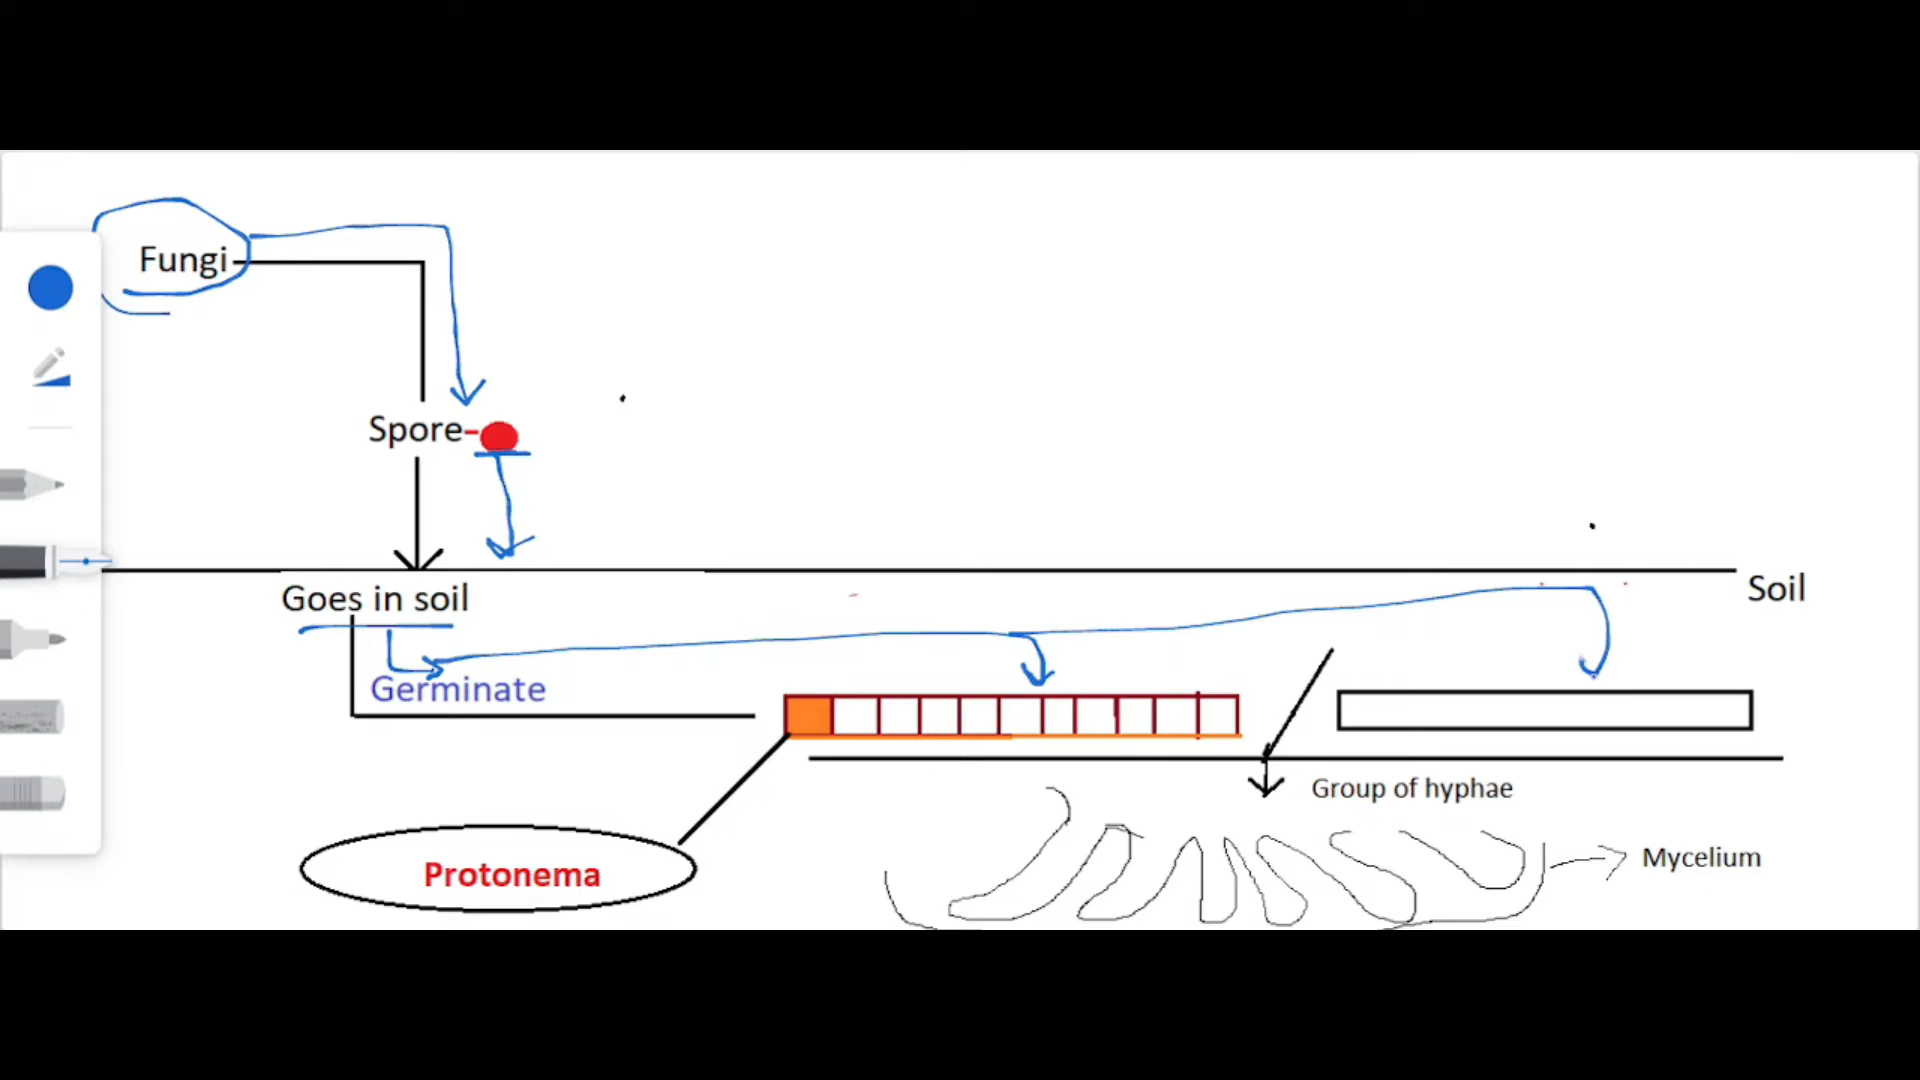 Fungi
Spore-
Goes in soil
Soil
Germinate
Group of hyphae
Mycelium
Protonema